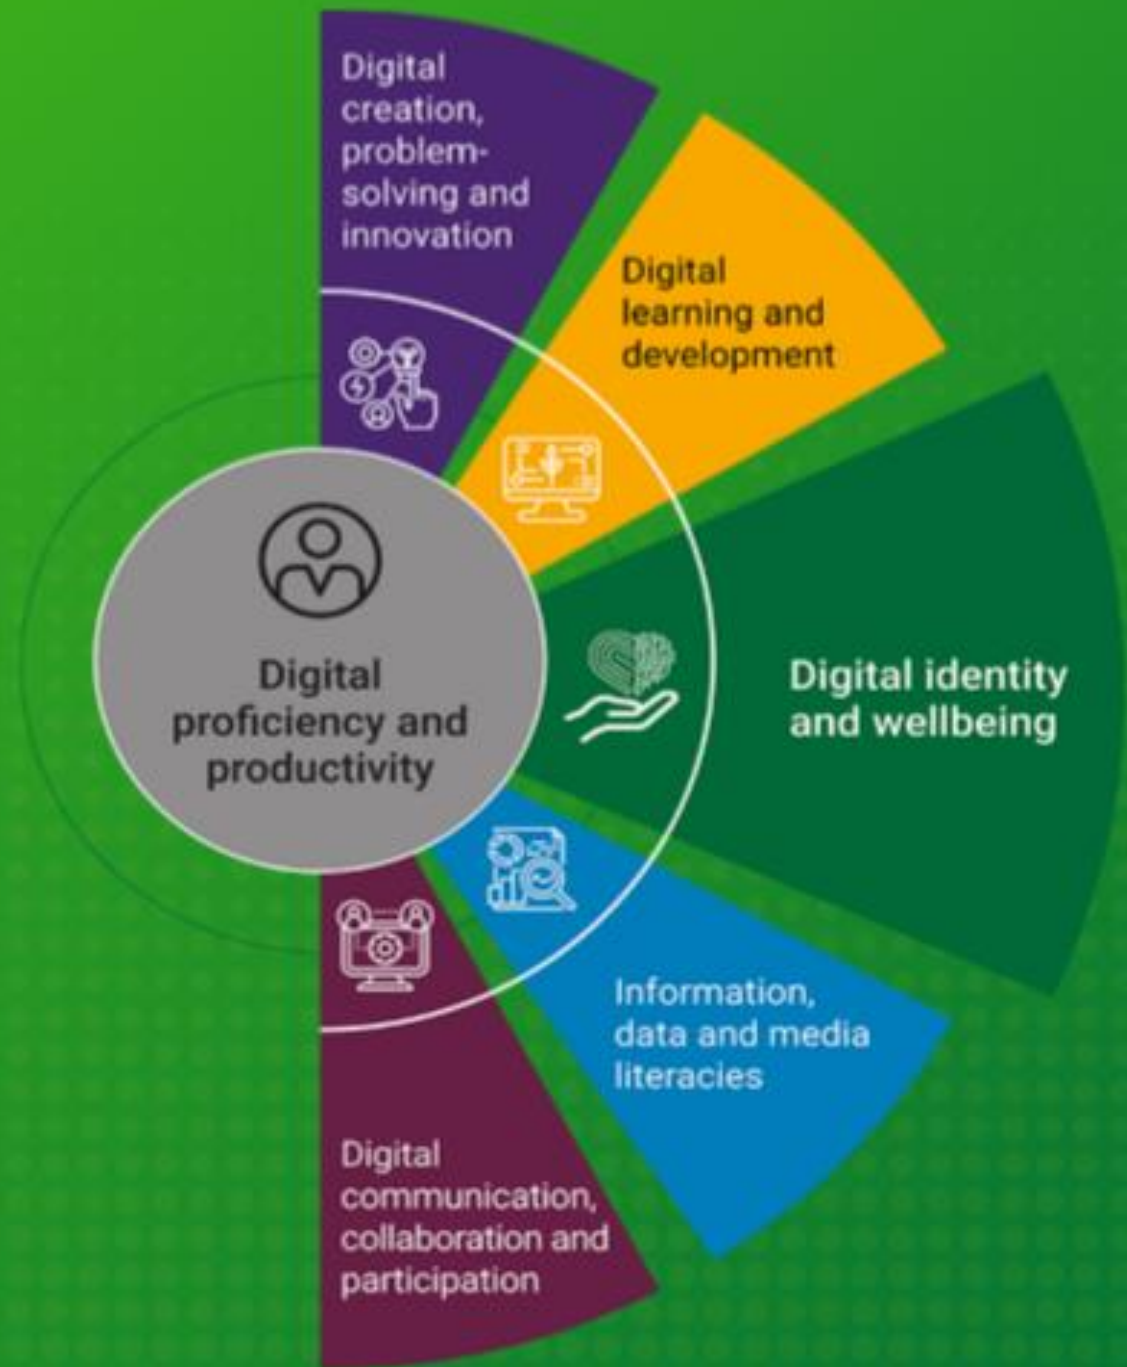 Digital
creation,
problem-
solving and
innovation
Digital
learning and
development
Digital identity
and wellbeing
Information,
data and media
literacies
Digital
communication,
collaboration and
participation
Digital
proficiency and
productivity